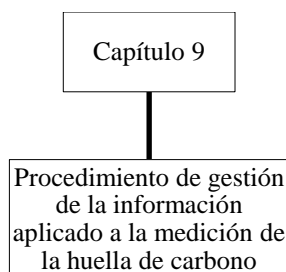 Capítulo 9
Procedimiento de gestión
de la información
aplicado a la medición de
la huella de carbono